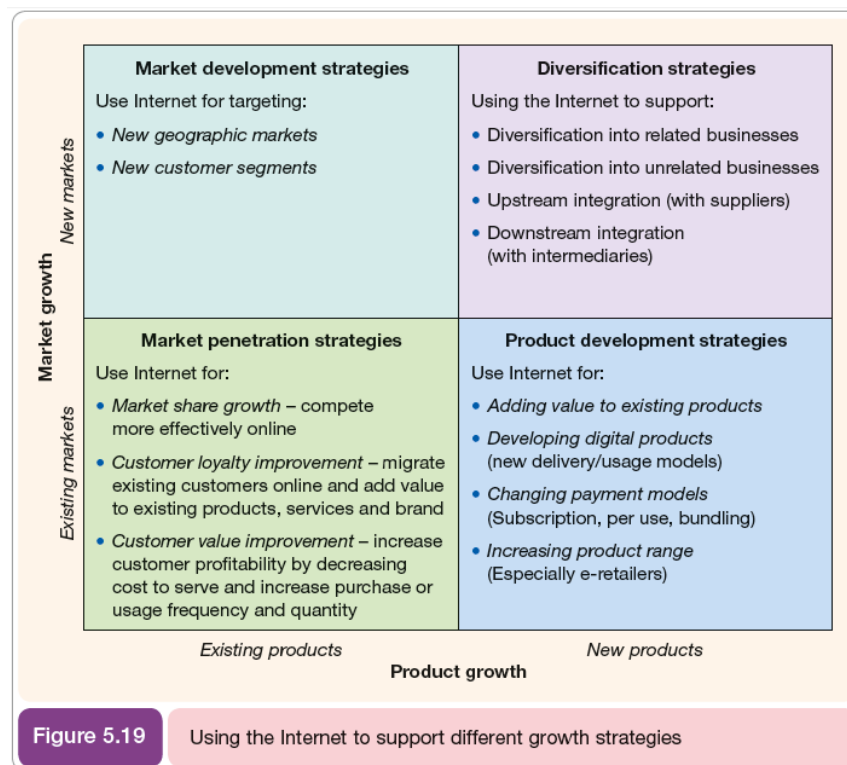 Market development strategies
Use Internet for targeting:
• New geographic markets
• New customer segments
Diversification strategies
Using the Internet to support:
• Diversification into related businesses
• Diversification into unrelated businesses
• Upstream integration (with suppliers)
• Downstream integration
(with intermediaries)
New markets
Market growth
Existing markets
Market penetration strategies
Use Internet for:
• Market share growth – compete
more effectively online
• Customer loyalty improvement – migrate
existing customers online and add value
to existing products, services and brand
• Customer value improvement – increase
customer profitability by decreasing
cost to serve and increase purchase or
usage frequency and quantity
Product development strategies
Use Internet for:
• Adding value to existing products
• Developing digital products
(new delivery/usage models)
• Changing payment models
(Subscription, per use, bundling)
• Increasing product range
(Especially e-retailers)
Existing products
New products
Product growth
Figure 5.19
Using the Internet to support different growth strategies